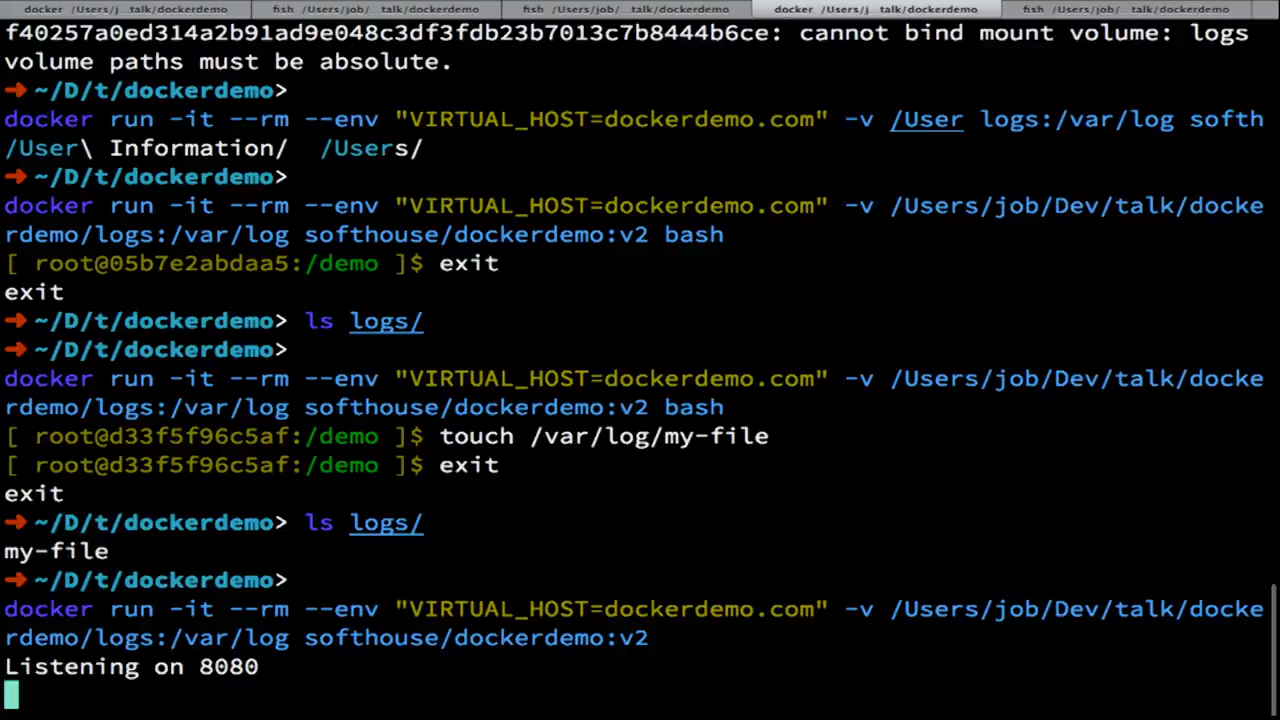 docker /Users/j...talk/dockerdemo fish /Users/job/...talk/dockerdemo fish /Users/job/...talk/dockerdemo docker /Users/j...talk/dockerdemo fish /Users/job/...talk/dockerdemo
f40257a0ed314a2b91ad9e048c3df3fdb23b7013c7b8444b6ce: cannot bind mount volume: logs
volume paths must be absolute.
➜ ~/D/t/dockerdemo>
docker run -it --rm --env "VIRTUAL_HOST=dockerdemo.com" -v /User logs:/var/log softh
/User\ Information/  /Users/
➜ ~/D/t/dockerdemo>
docker run -it --rm --env "VIRTUAL_HOST=dockerdemo.com" -v /Users/job/Dev/talk/docke
rdemo/logs:/var/log softhouse/dockerdemo:v2 bash
[ root@05b7e2abdaa5:/demo ]$ exit
exit
➜ ~/D/t/dockerdemo> ls logs/
➜ ~/D/t/dockerdemo>
docker run -it --rm --env "VIRTUAL_HOST=dockerdemo.com" -v /Users/job/Dev/talk/docke
rdemo/logs:/var/log softhouse/dockerdemo:v2 bash
[ root@d33f5f96c5af:/demo ]$ touch /var/log/my-file
[ root@d33f5f96c5af:/demo ]$ exit
exit
➜ ~/D/t/dockerdemo> ls logs/
my-file
➜ ~/D/t/dockerdemo>
docker run -it --rm --env "VIRTUAL_HOST=dockerdemo.com" -v /Users/job/Dev/talk/docke
rdemo/logs:/var/log softhouse/dockerdemo:v2
Listening on 8080